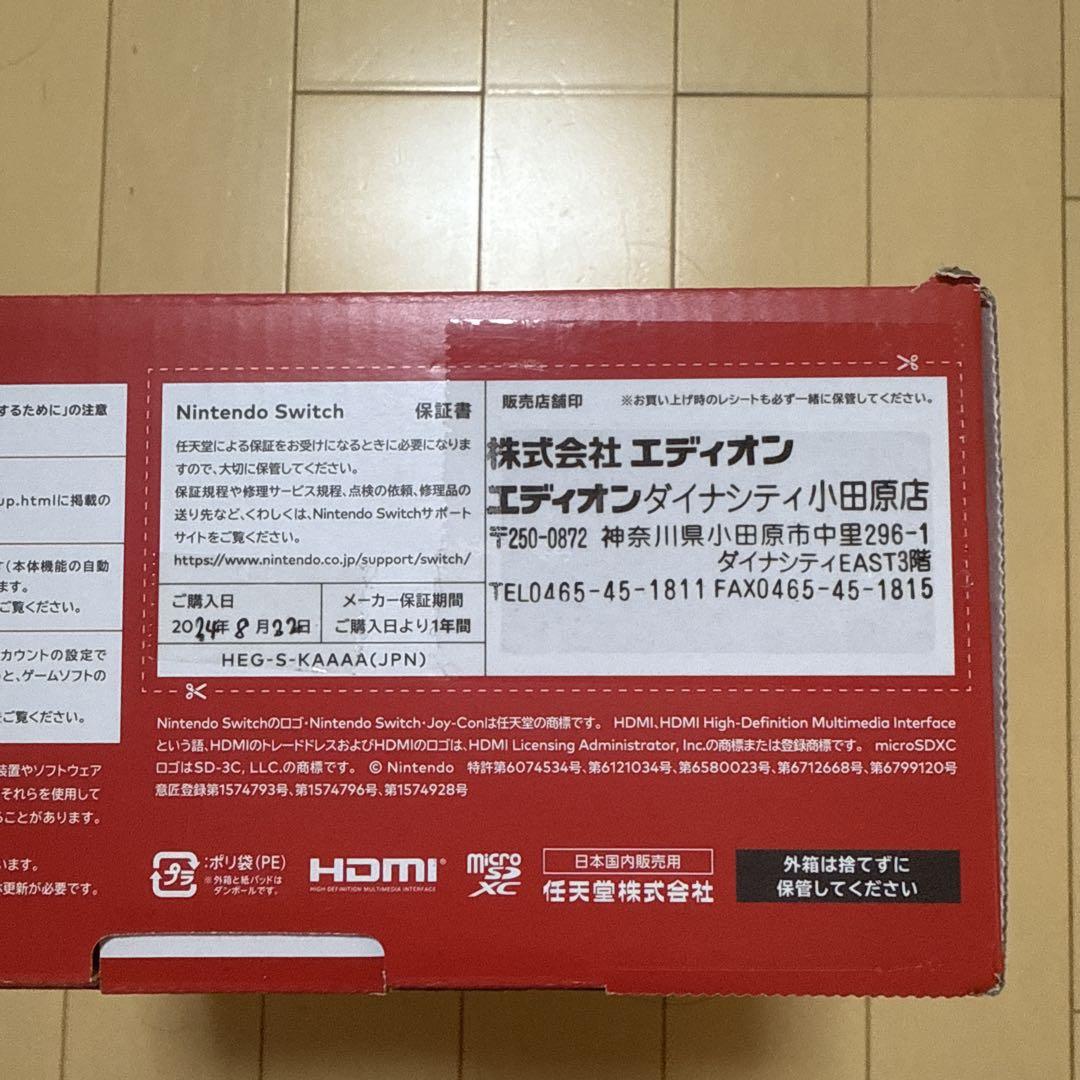 するために」の注意
up.htmlに掲載の
(本体機能の自動
ます。
ご覧ください。
カウントの設定で
と、ゲームソフトの
ご覧ください。
装置やソフトウェア
それらを使用して
ることがあります。
います。
更新が必要です。
Nintendo Switch 保証書
任天堂による保証をお受けになるときに必要になりま
すので、大切に保管してください。
保証規程や修理サービス規程、点検の依頼、修理品の
送り先など、くわしくは、Nintendo Switchサポート
サイトをご覧ください。
https://www.nintendo.co.jp/support/switch/
ご購入日
2024年8月22日
メーカー保証期間
ご購入日より1年間
HEG-S-KAAAA(JPN)
販売店舗印 ※お買い上げ時のレシートも必ず一緒に保管してください。
株式会社 エディオン
エディオンダイナシティ小田原店
〒250-0872 神奈川県小田原市中里296-1
ダイナシティEAST3階
TEL0465-45-1811 FAX0465-45-1815
Nintendo Switchのロゴ・Nintendo Switch・Joy-Conは任天堂の商標です。 HDMI、HDMI High-Definition Multimedia Interface
という語、HDMIのトレードドレスおよびHDMIのロゴは、HDMI Licensing Administrator, Inc.の商標または登録商標です。 microSDXC
ロゴはSD-3C, LLC.の商標です。 © Nintendo 特許第6074534号、第6121034号、第6580023号、第6712668号、第6799120号
意匠登録第1574793号、第1574796号、第1574928号
プラ
:ポリ袋(PE)
※外箱と紙パッドは
ダンボールです。
HDMI
HIGH-DEFINITION MULTIMEDIA INTERFACE
micro
SD
XC
日本国内販売用
任天堂株式会社
外箱は捨てずに
保管してください